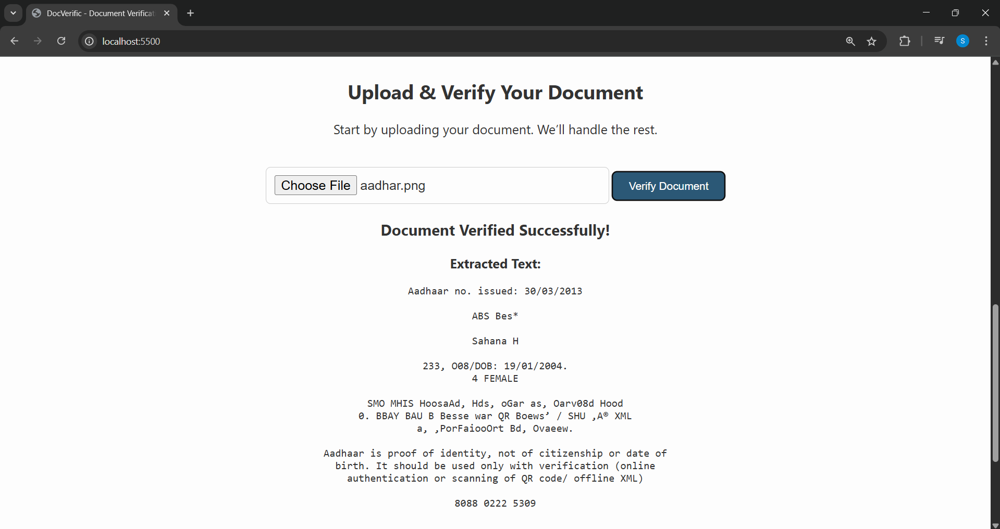 DocVerific - Document Verificat
localhost:5500
S
Upload & Verify Your Document
Start by uploading your document. We’ll handle the rest.
Choose File aadhar.png
Verify Document
Document Verified Successfully!
Extracted Text:
Aadhaar no. issued: 30/03/2013
ABS Bes*
Sahana H
233, O08/DOB: 19/01/2004.
4 FEMALE
SMO MHIS HoosaAd, Hds, oGar as, Oarv08d Hood
0. BBAY BAU B Besse war QR Boews’ / SHU ,A® XML
a, ,PorFaiooOrt Bd, Ovaeew.
Aadhaar is proof of identity, not of citizenship or date of
birth. It should be used only with verification (online
authentication or scanning of QR code/ offline XML)
8088 0222 5309